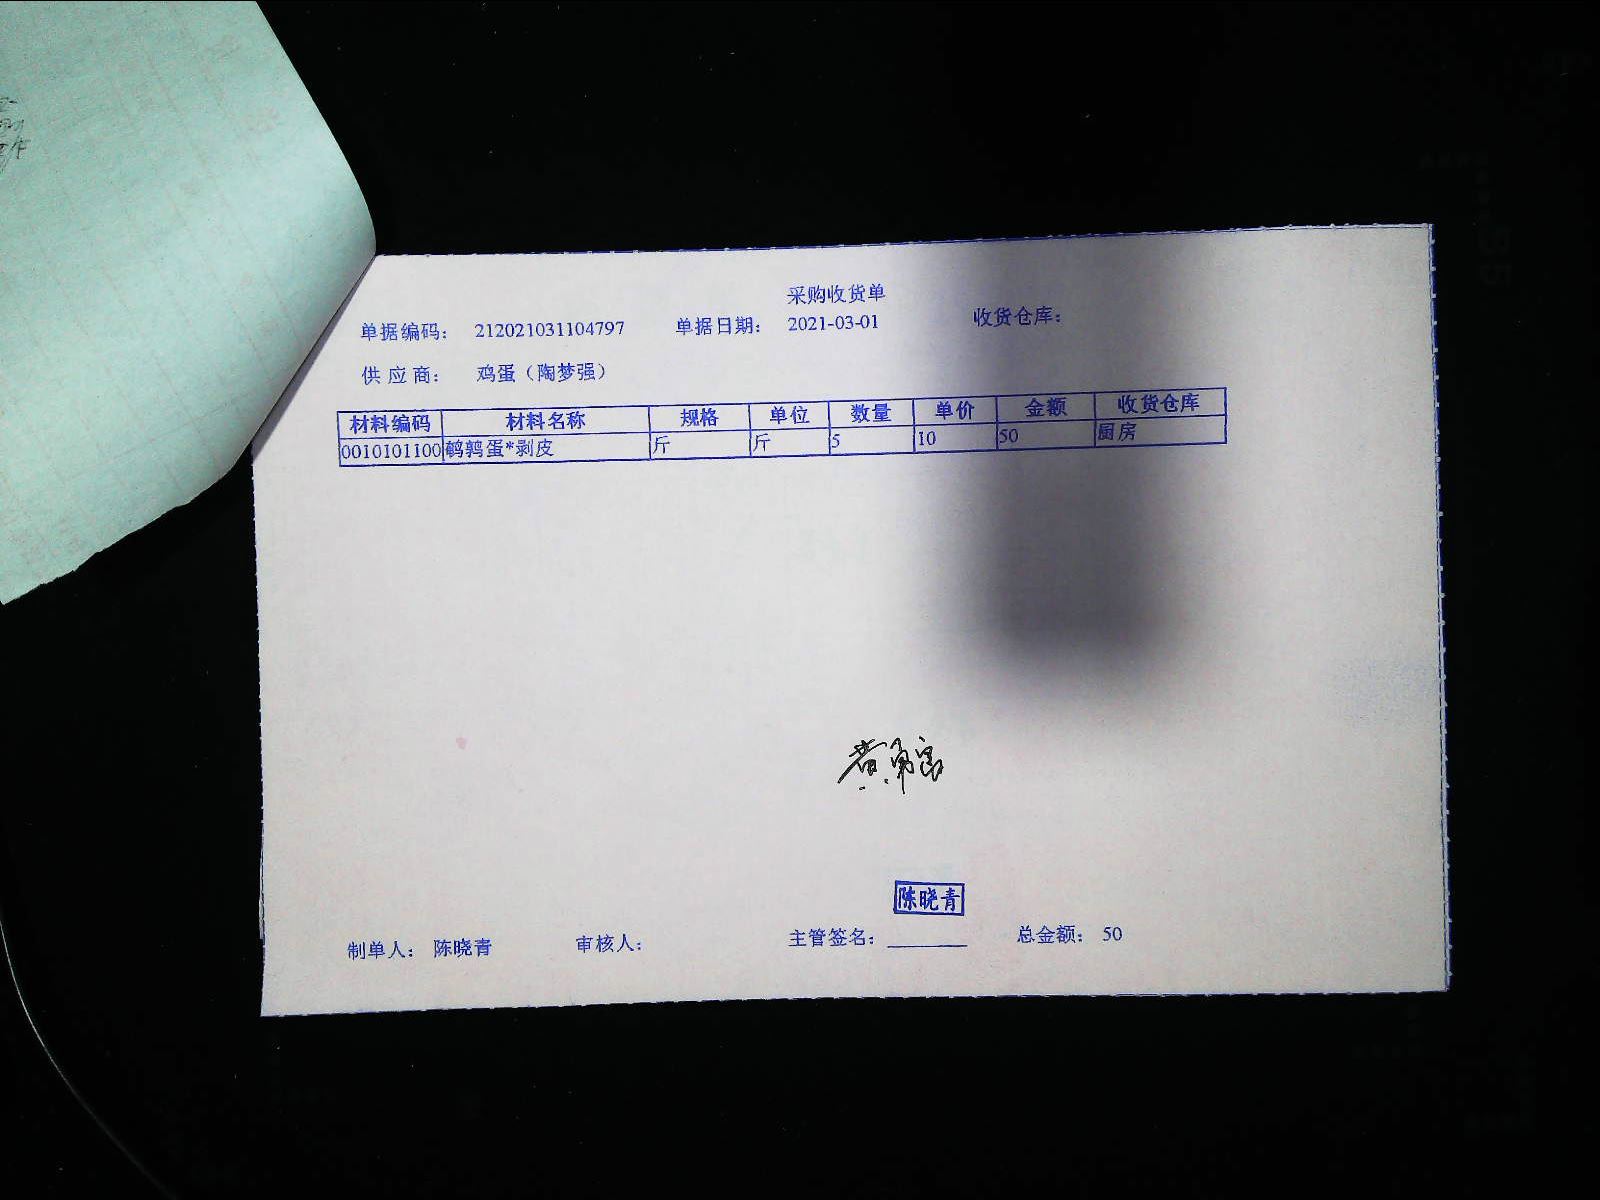 采购收货单
单据编码： 212021031104797 单据日期： 2021-03-01 收货仓库：
供应商： 鸡蛋（陶梦强）
材料编码 材料名称 规格 单位 数量 单价 金额 收货仓库
0010101100 鹌鹑蛋*剥皮 斤 斤 5 10 50 厨房
陈晓青
制单人： 陈晓青 审核人： 主管签名： 总金额： 50